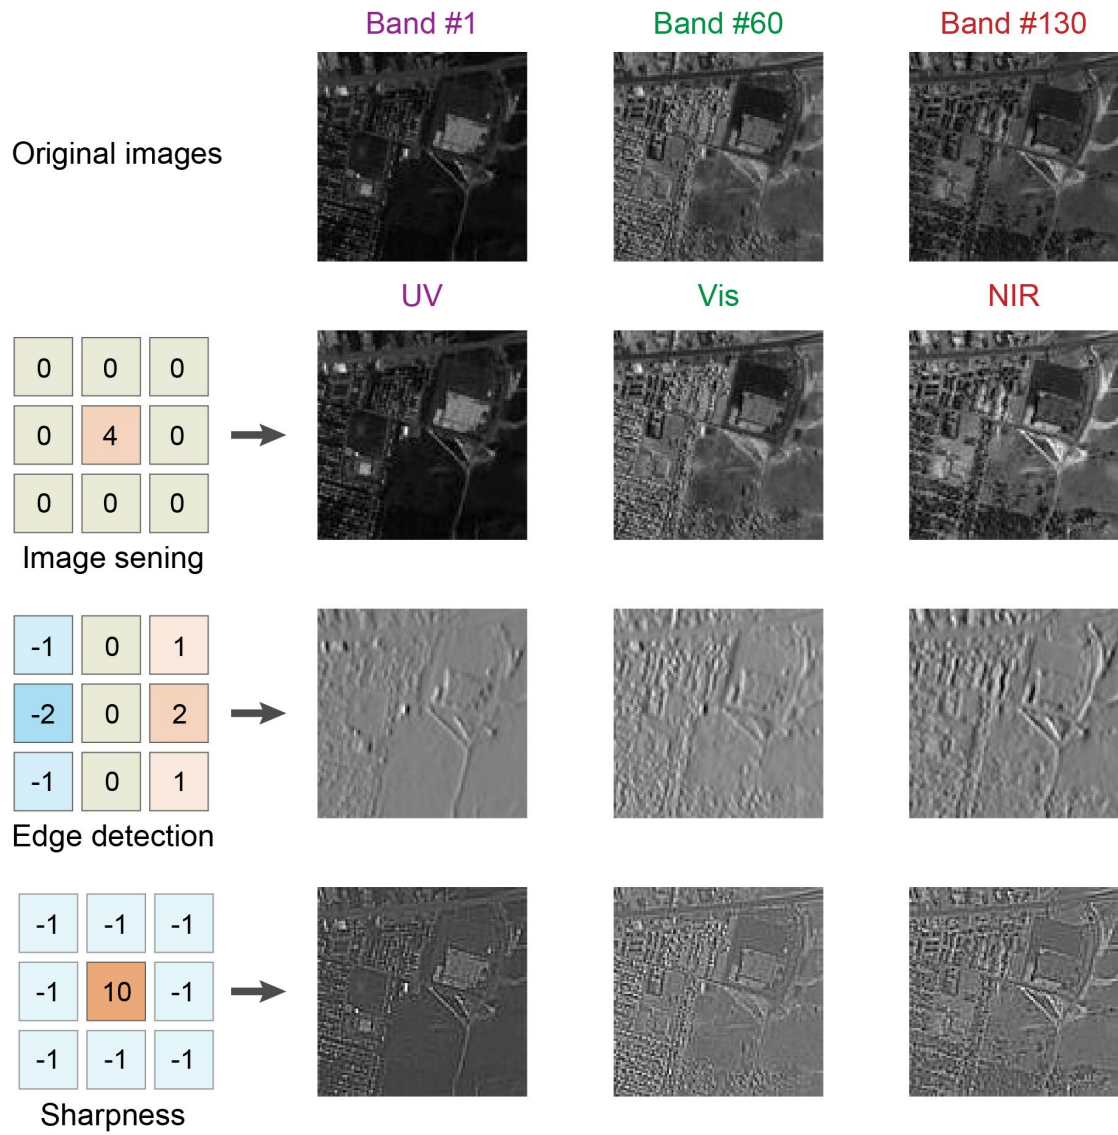 Band #1 Band #60 Band #130
Original images
UV Vis NIR
0 0 0
0 4 0
0 0 0
Image sening
-1 0 1
-2 0 2
-1 0 1
Edge detection
-1 -1 -1
-1 10 -1
-1 -1 -1
Sharpness